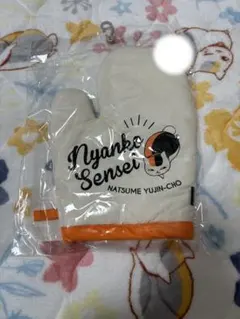 Nyanko
Sensei
NATSUME YUJIN-CHO